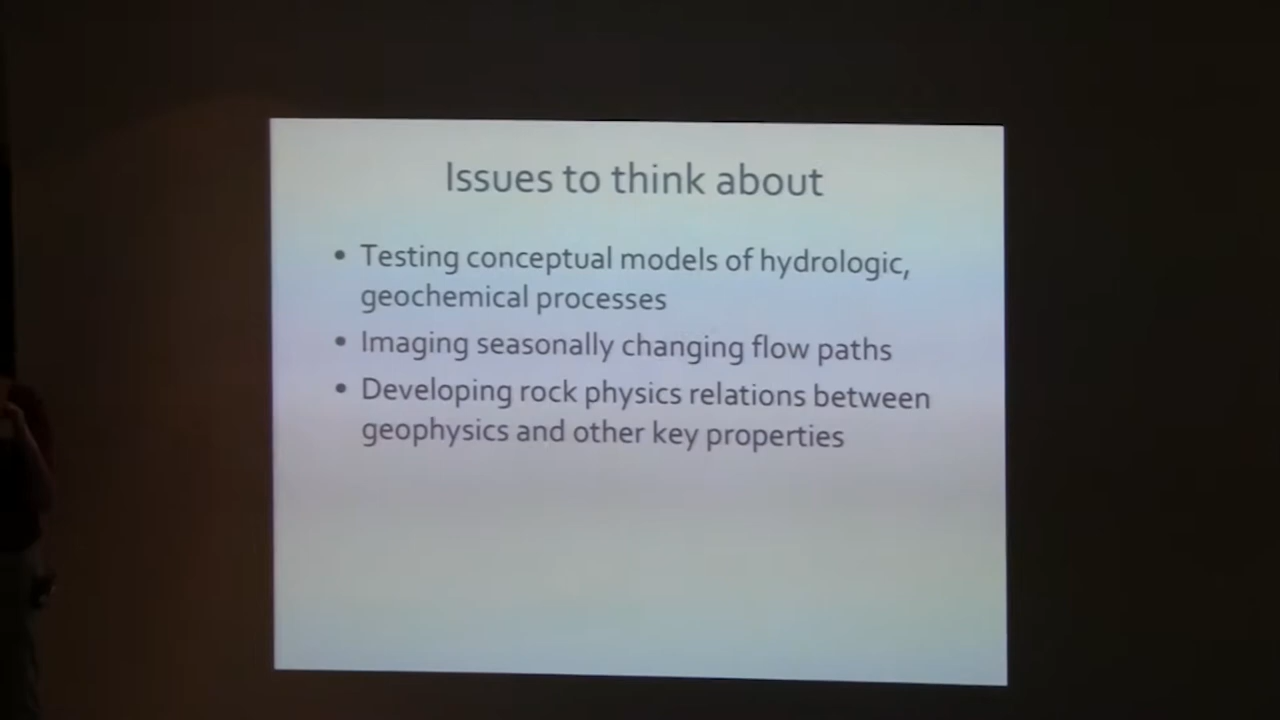 Issues to think about
• Testing conceptual models of hydrologic,
geochemical processes
• Imaging seasonally changing flow paths
• Developing rock physics relations between
geophysics and other key properties